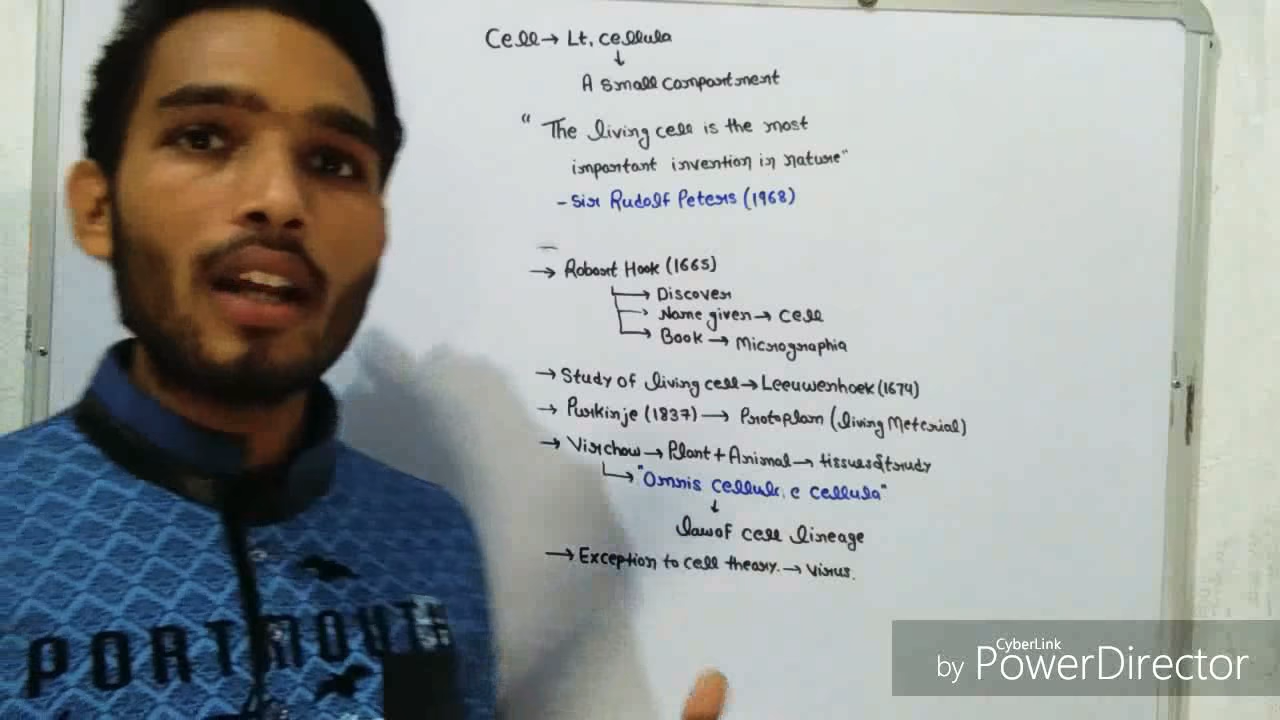 Cell → Lt. cellula
↓
A small compartment
" The living cell is the most
important invention in nature"
- Sir Rudolf Peters (1968)
→ Robort Hook (1665)
→ Discover
→ Name given → Cell
→ Book → Micrographia
→ Study of living cell → Leeuwenhoek (1674)
→ Purkinje (1837) → Protoplam (living Meterial)
→ Virchow → Plant + Animal → tissues study
→ "Omnis cellula, e cellula"
↓
law of cell lineage
→ Exception to cell theory. → Virus.
PORTMOUTH
CyberLink
by PowerDirector